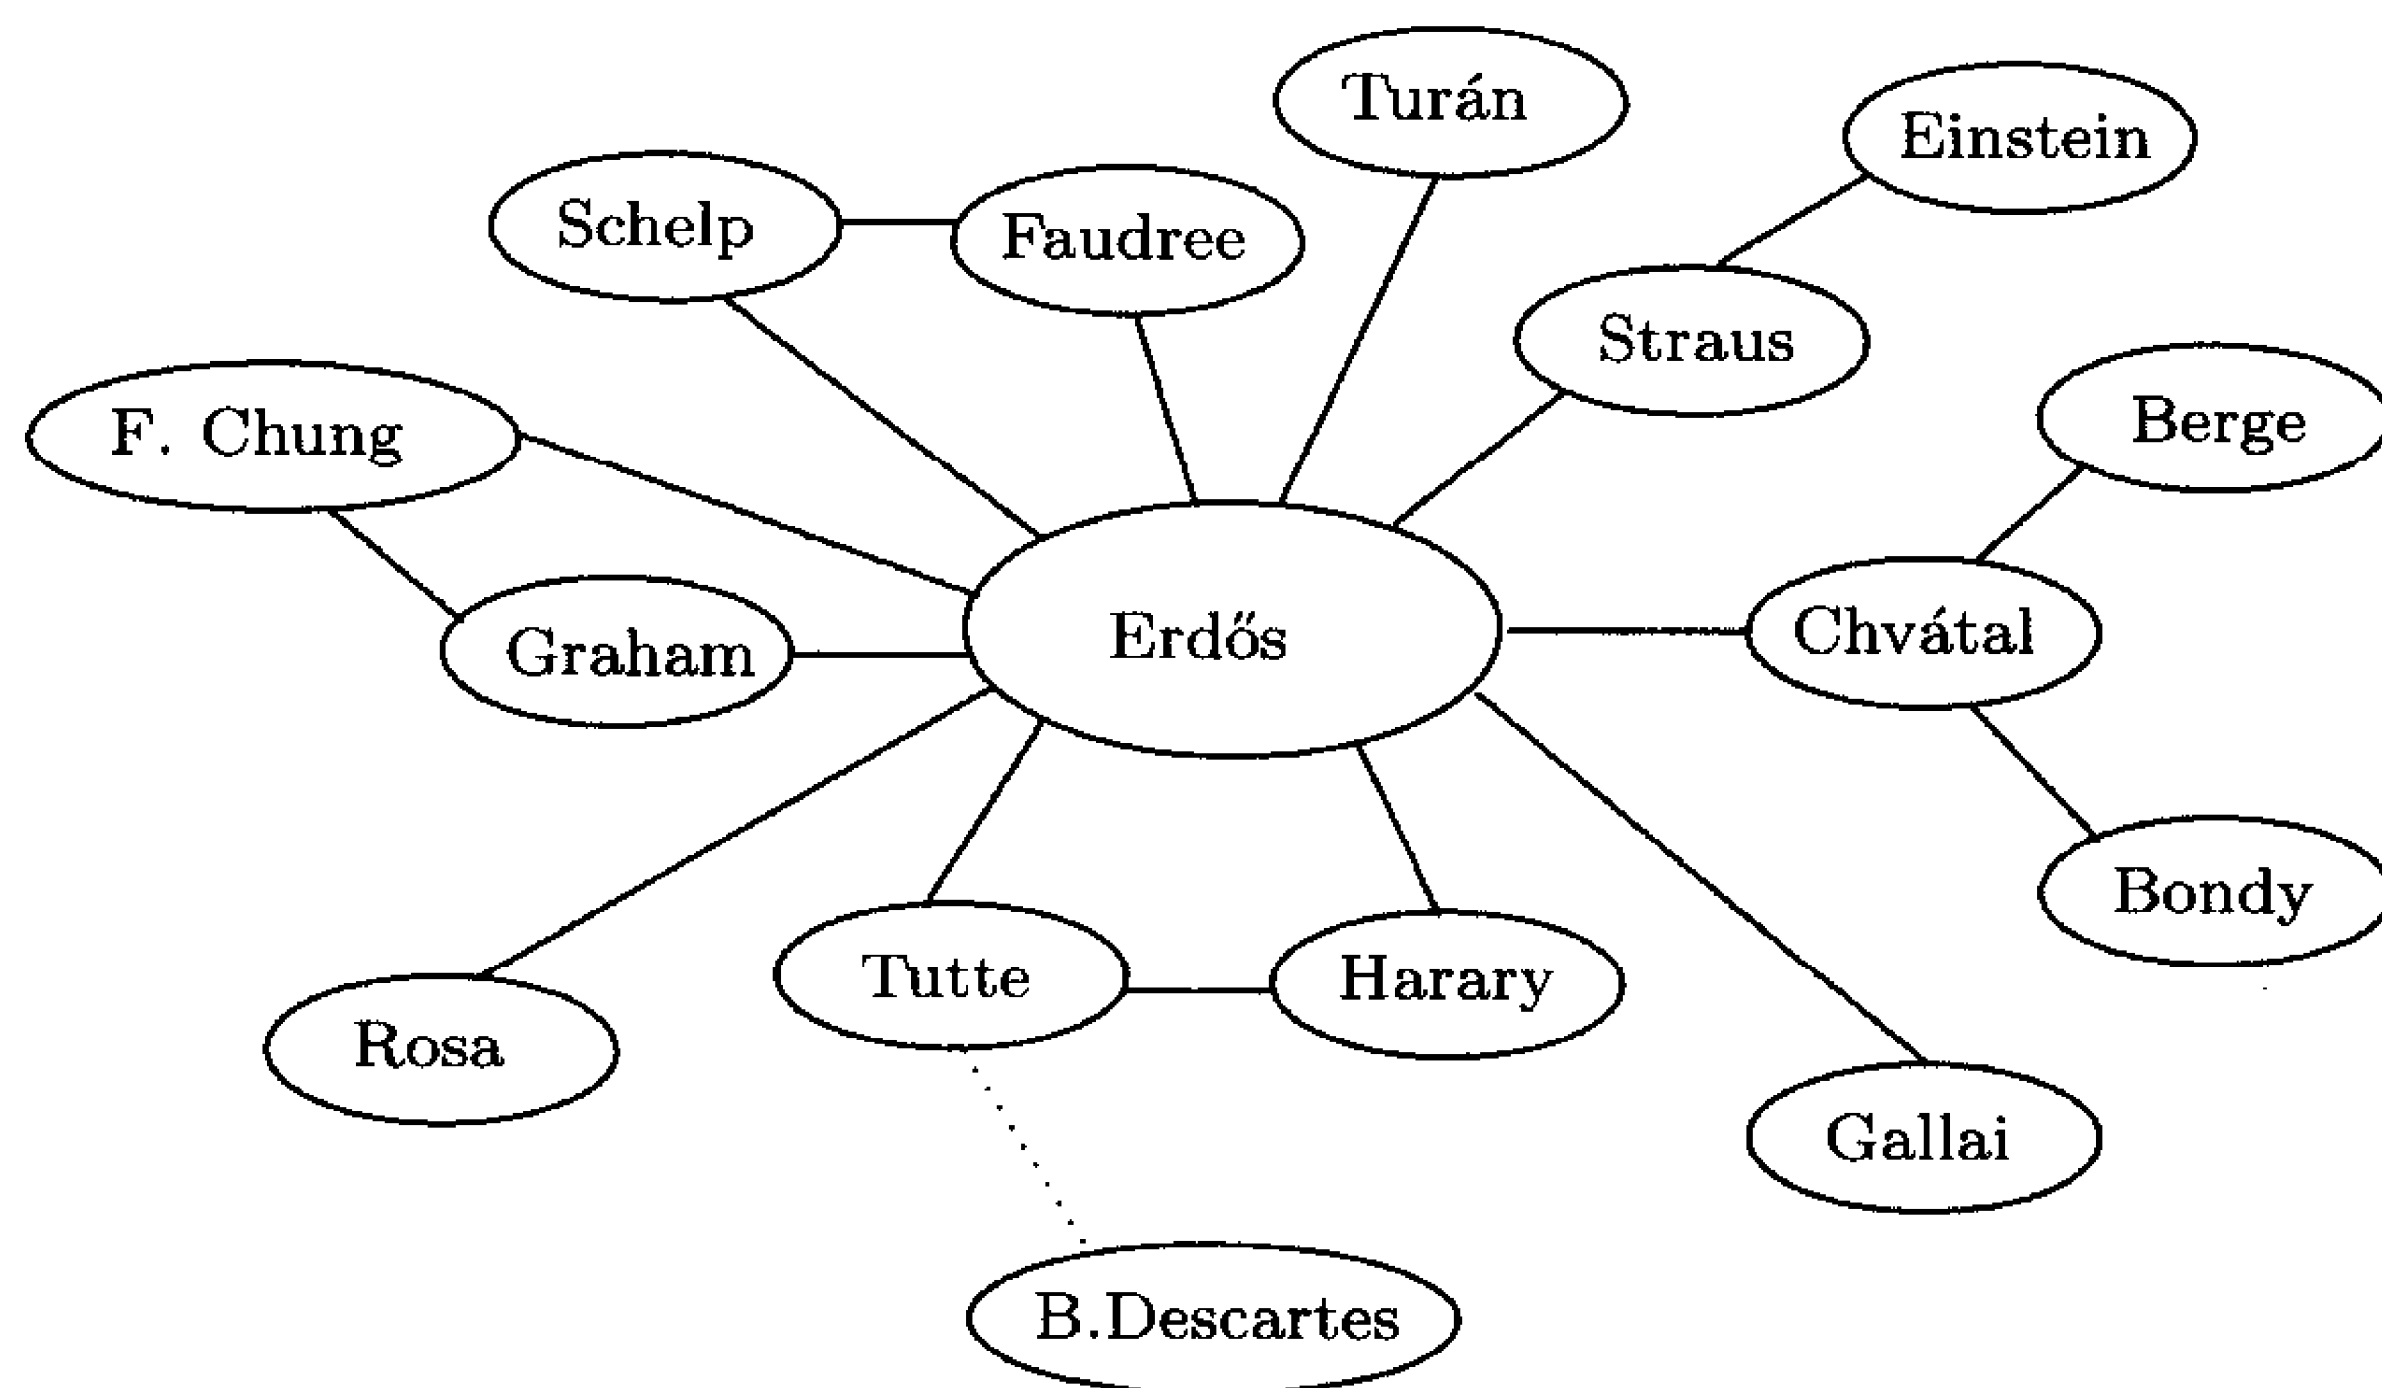 Turán
Einstein
Schelp
Faudree
Straus
Berge
F. Chung
Erdős
Chvátal
Graham
Bondy
Tutte
Harary
Rosa
Gallai
B.Descartes